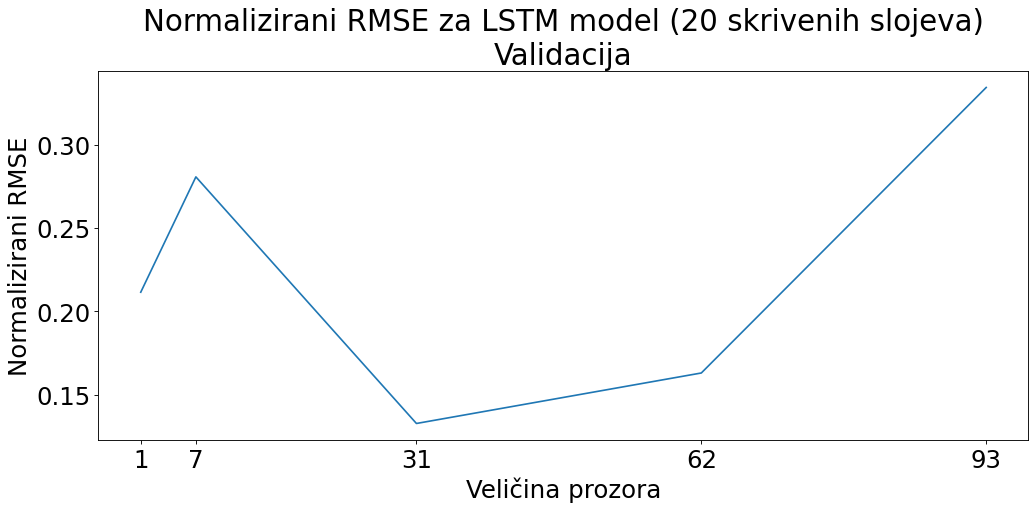 Normalizirani RMSE za LSTM model (20 skrivenih slojeva)
Validacija
Normalizirani RMSE
0.30
0.25
0.20
0.15
1 7 31 62 93
Veličina prozora